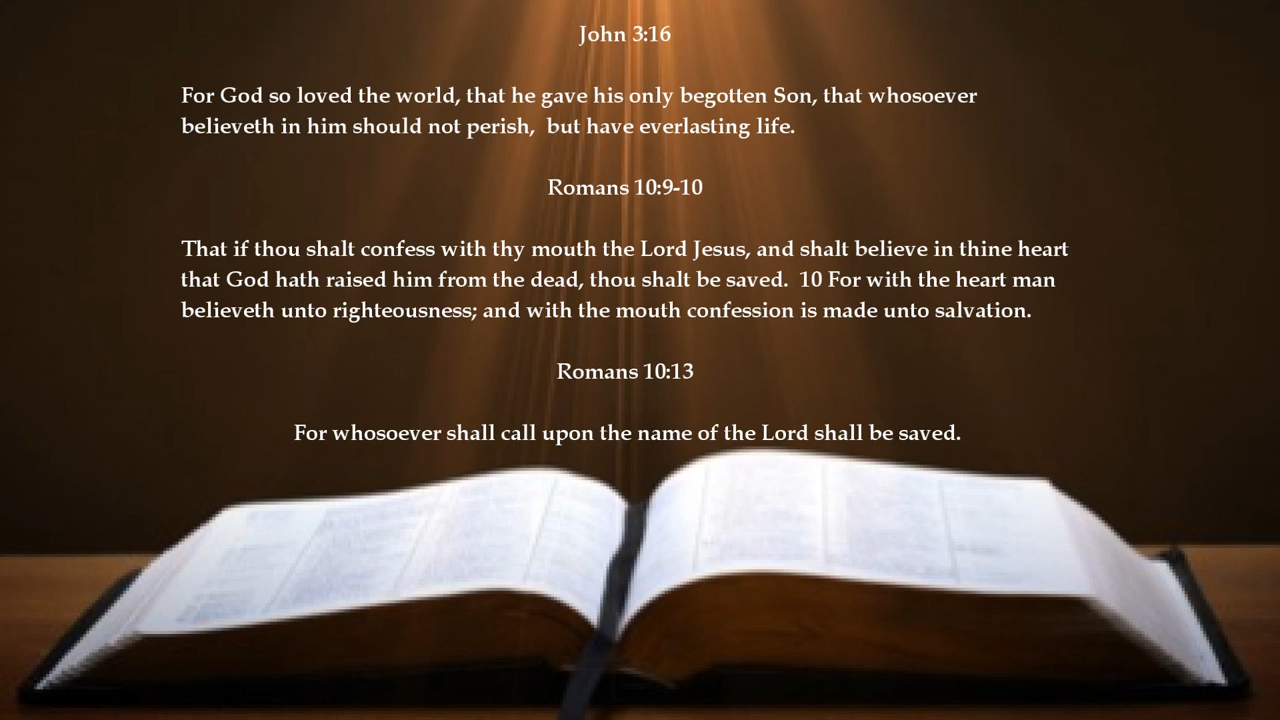 John 3:16
For God so loved the world, that he gave his only begotten Son, that whosoever
believeth in him should not perish,  but have everlasting life.
Romans 10:9-10
That if thou shalt confess with thy mouth the Lord Jesus, and shalt believe in thine heart
that God hath raised him from the dead, thou shalt be saved.  10 For with the heart man
believeth unto righteousness; and with the mouth confession is made unto salvation.
Romans 10:13
For whosoever shall call upon the name of the Lord shall be saved.